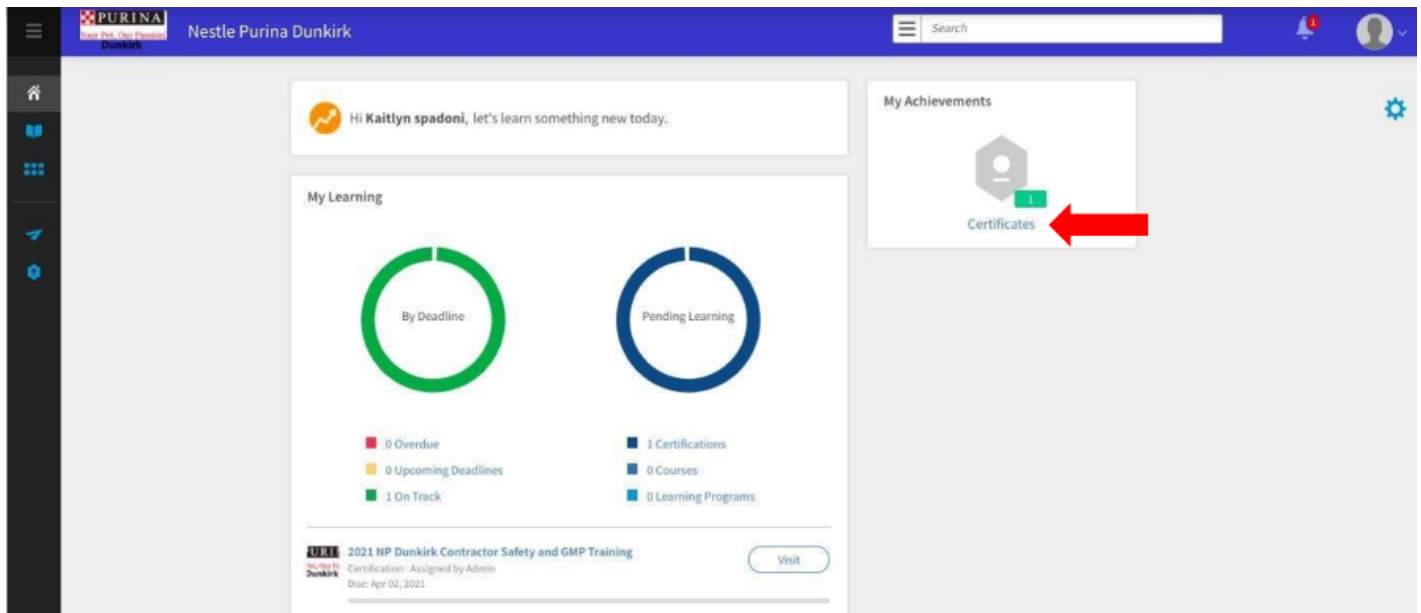 PURINA
Your Pet, Our Passion.
Dunkirk
Nestle Purina Dunkirk
Search
1
Hi Kaitlyn spadoni, let's learn something new today.
My Achievements
1
Certificates
My Learning
By Deadline
Pending Learning
0 Overdue
1 Certifications
0 Upcoming Deadlines
0 Courses
1 On Track
0 Learning Programs
2021 NP Dunkirk Contractor Safety and GMP Training
Visit
Certification - Assigned by Admin
Dunkirk
Due: Apr 02, 2021